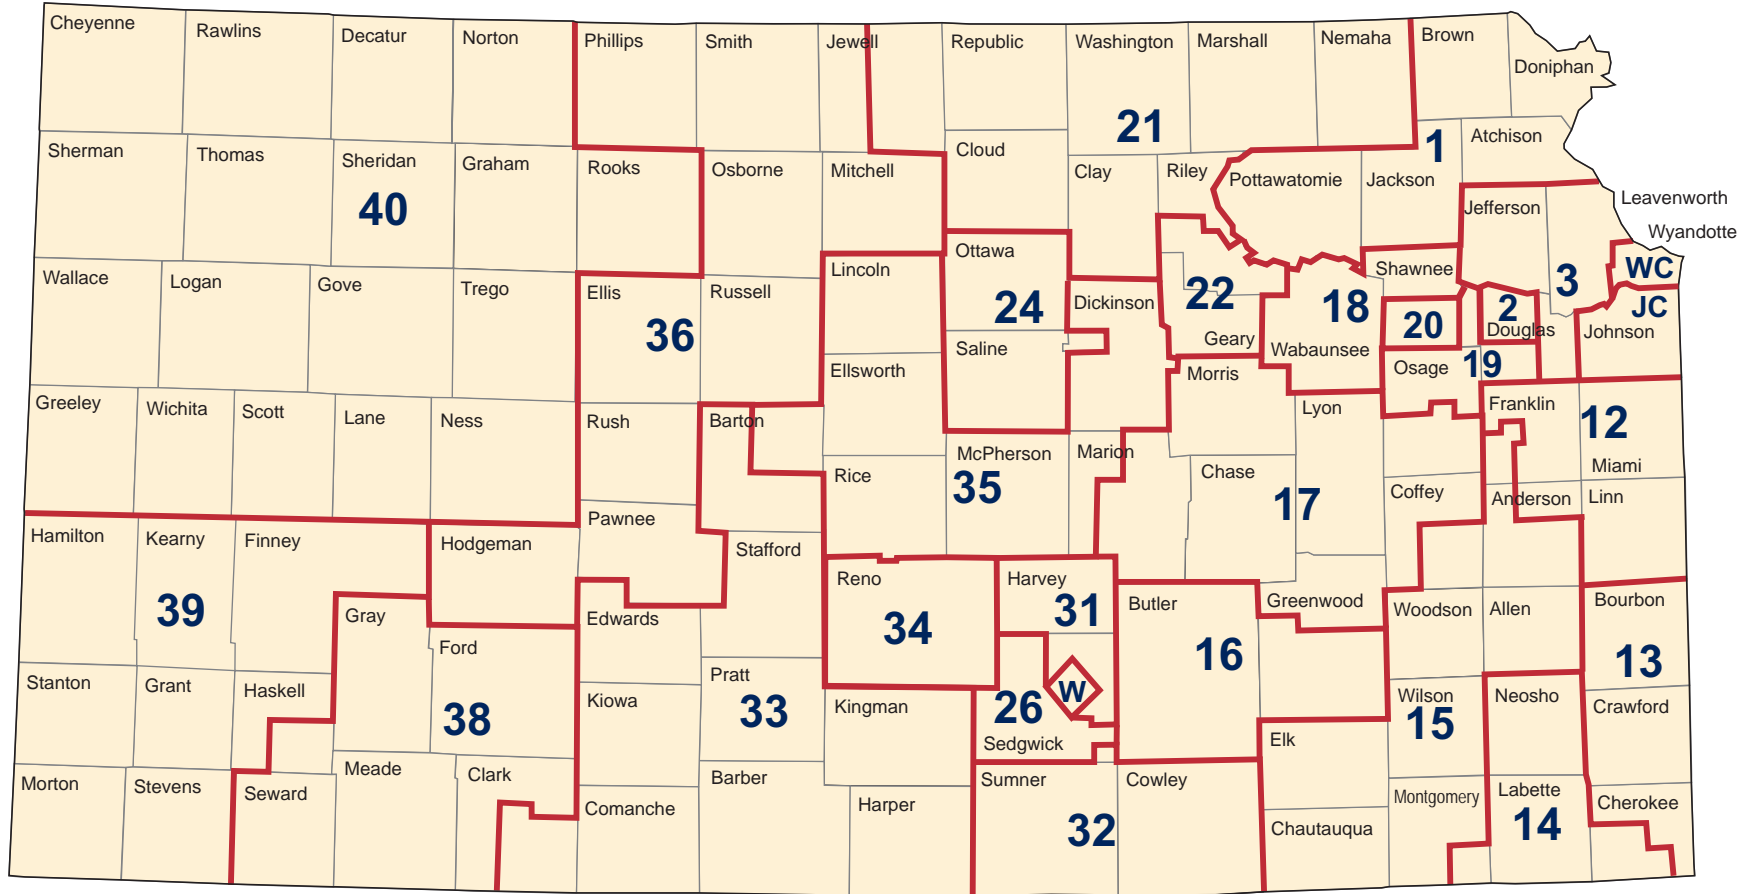 Cheyenne
Rawlins
Decatur
Norton
Phillips
Smith
Jewell
Republic
Washington
Marshall
Nemaha
Brown
Doniphan
21
1
Atchison
Sherman
Thomas
Sheridan
Graham
Rooks
Osborne
Mitchell
Cloud
Clay
Riley
Pottawatomie
Jackson
40
Jefferson
Leavenworth
Wyandotte
Wallace
Logan
Gove
Trego
Ellis
Russell
Lincoln
Ottawa
Dickinson
Shawnee
WC
3
22
18
24
2
JC
36
20
Geary
Douglas
Johnson
Saline
Wabaunsee
Ellsworth
Morris
Osage
19
Greeley
Wichita
Scott
Lane
Ness
Rush
Barton
Lyon
Franklin
12
McPherson
Marion
Rice
Chase
Miami
35
17
Coffey
Anderson
Linn
Hamilton
Kearny
Finney
Hodgeman
Pawnee
Stafford
Reno
Harvey
39
Gray
Edwards
34
31
Butler
Greenwood
Woodson
Allen
Bourbon
Ford
16
13
Stanton
Grant
Haskell
Pratt
Kiowa
W
Kingman
26
Wilson
Neosho
Crawford
38
33
15
Sedgwick
Elk
Morton
Stevens
Seward
Meade
Clark
Barber
Sumner
Cowley
Comanche
Harper
Montgomery
Labette
Cherokee
32
14
Chautauqua